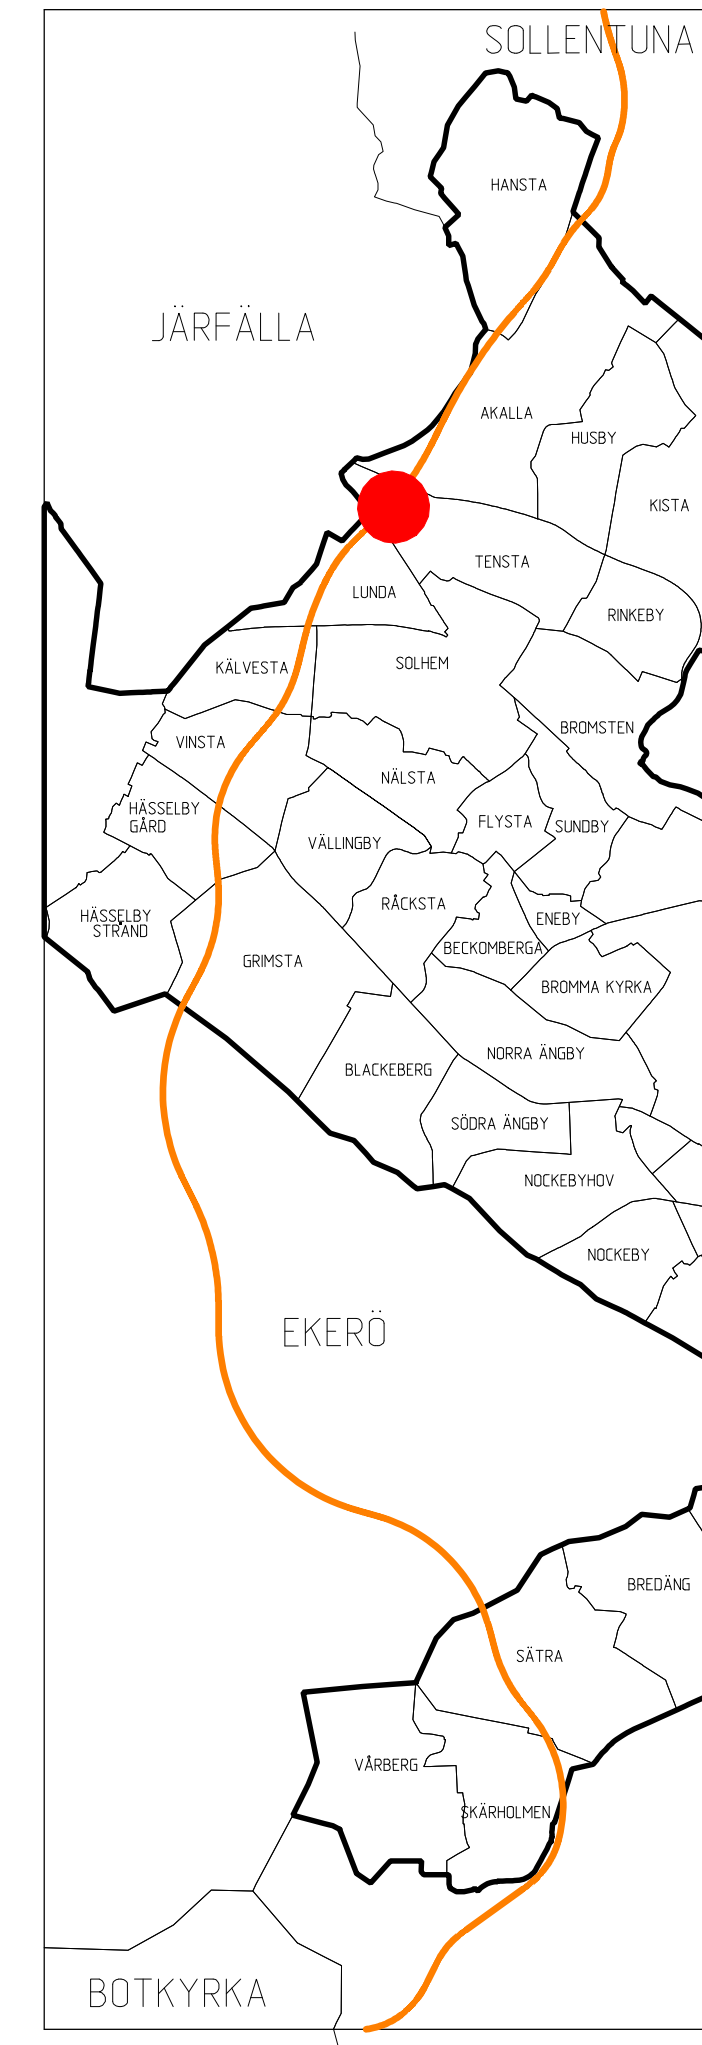 SOLLENTUNA
HANSTA
JÄRFÄLLA
AKALLA
HUSBY
KISTA
TENSTA
LUNDA
RINKEBY
SOLHEM
KÄLVESTA
BROMSTEN
VINSTA
NÄLSTA
HÄSSELBY
GÅRD
FLYSTA
SUNDBY
VÄLLINGBY
RÅCKSTA
HÄSSELBY
STRAND
ENEBY
BECKOMBERGA
GRIMSTA
BROMMA KYRKA
NORRA ÄNGBY
BLACKEBERG
SÖDRA ÄNGBY
NOCKEBYHOV
NOCKEBY
EKERÖ
BREDÄNG
SÄTRA
VÅRBERG
SKÄRHOLMEN
BOTKYRKA